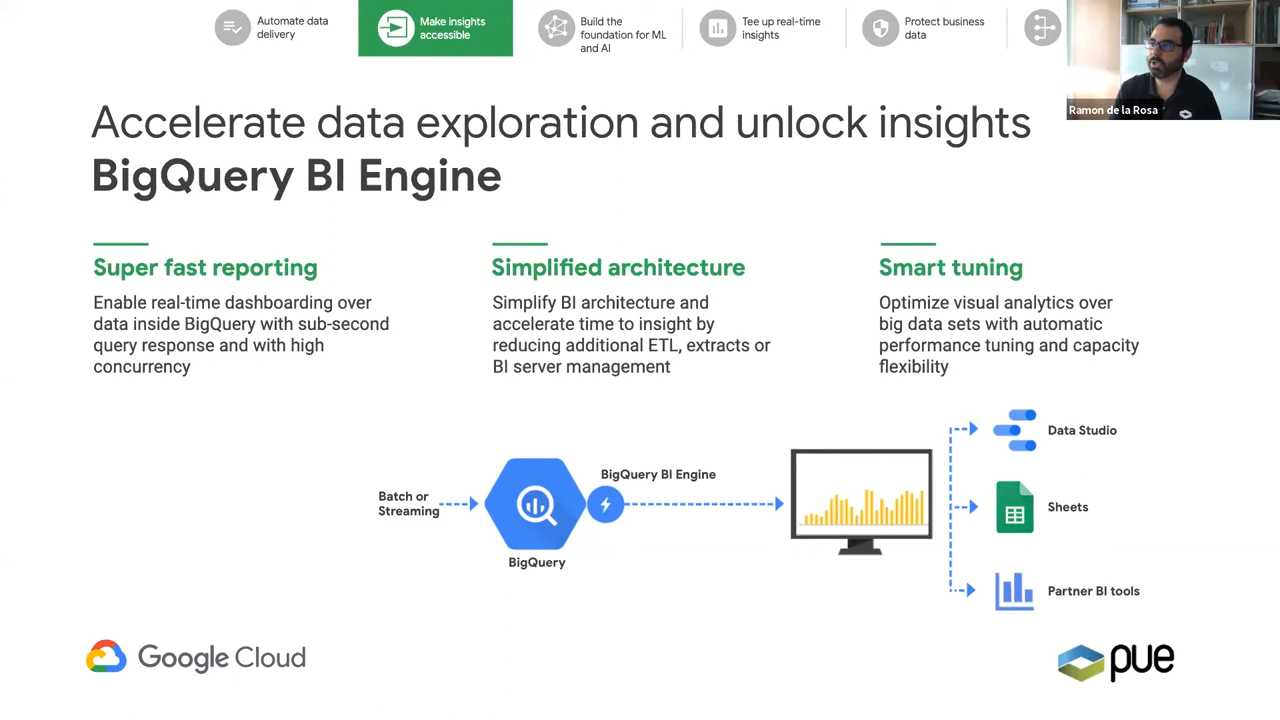 Automate data
delivery
Make insights
accessible
Build the
foundation for ML
and AI
Tee up real-time
insights
Protect business
data
Ramon de la Rosa
Accelerate data exploration and unlock insights
BigQuery BI Engine
Super fast reporting
Enable real-time dashboarding over
data inside BigQuery with sub-second
query response and with high
concurrency
Simplified architecture
Simplify BI architecture and
accelerate time to insight by
reducing additional ETL, extracts or
BI server management
Smart tuning
Optimize visual analytics over
big data sets with automatic
performance tuning and capacity
flexibility
Batch or
Streaming
BigQuery
BigQuery BI Engine
Data Studio
Sheets
Partner BI tools
Google Cloud
pue